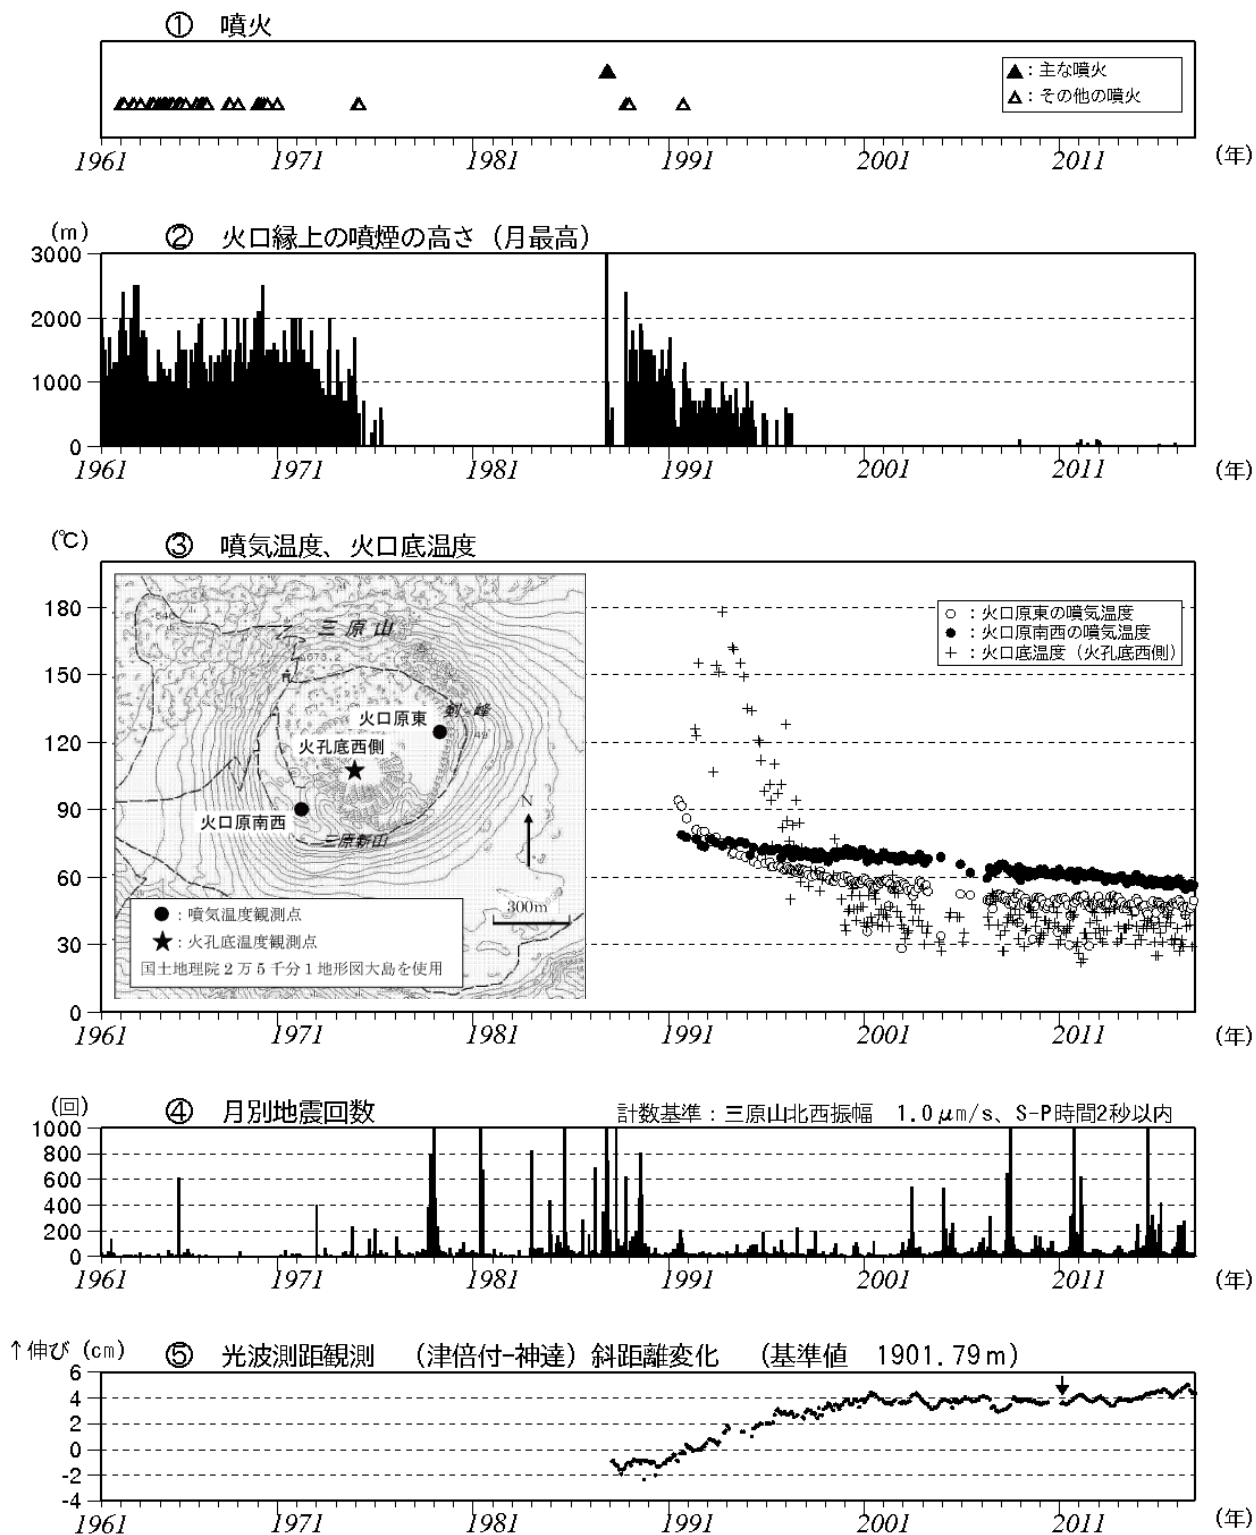 ① 噴火
▲：主な噴火
△：その他の噴火
1961 1971 1981 1991 2001 2011 (年)
② 火口縁上の噴煙の高さ（月最高）
(m)
3000
2000
1000
0
1961 1971 1981 1991 2001 2011 (年)
③ 噴気温度、火口底温度
(℃)
180
150
120
90
60
30
0
○ ：火口原東の噴気温度
● ：火口原南西の噴気温度
+ ：火口底温度（火孔底西側）
三原山
剣ヶ峰
火口原東
火孔底西側
火口原南西
三原新山
N
300m
●：噴気温度観測点
★：火孔底温度観測点
国土地理院２万５千分１地形図大島を使用
1961 1971 1981 1991 2001 2011 (年)
④ 月別地震回数
計数基準：三原山北西振幅 1.0μm/s、S-P時間2秒以内
(回)
1000
800
600
400
200
0
1961 1971 1981 1991 2001 2011 (年)
⑤ 光波測距観測 （津倍付-神達）斜距離変化 （基準値 1901.79m）
↑伸び (cm)
6
4
2
0
-2
-4
1961 1971 1981 1991 2001 2011 (年)